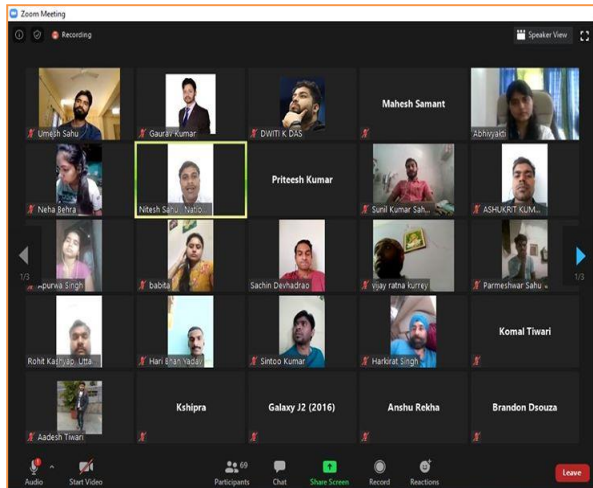 Zoom Meeting
Recording
Speaker View
Umesh Sahu
Gaurav Kumar
DWITI K DAS
Mahesh Samant
Abhivyakti
Neha Behra
Nitesh Sahu , Natio...
Priteesh Kumar
Sunil Kumar Sah...
ASHUKRIT KUM...
1/3
Apurwa Singh
babita
Sachin Devhadrao
vijay ratna kurrey
Parmeshwar Sahu
1/3
Rohit Kashyap, Utta...
Hari Bhan Yadav
Sintoo Kumar
Harkirat Singh
Komal Tiwari
Aadesh Tiwari
Kshipra
Galaxy J2 (2016)
Anshu Rekha
Brandon Dsouza
Audio
Start Video
69
Participants
Chat
Share Screen
Record
Reactions
Leave